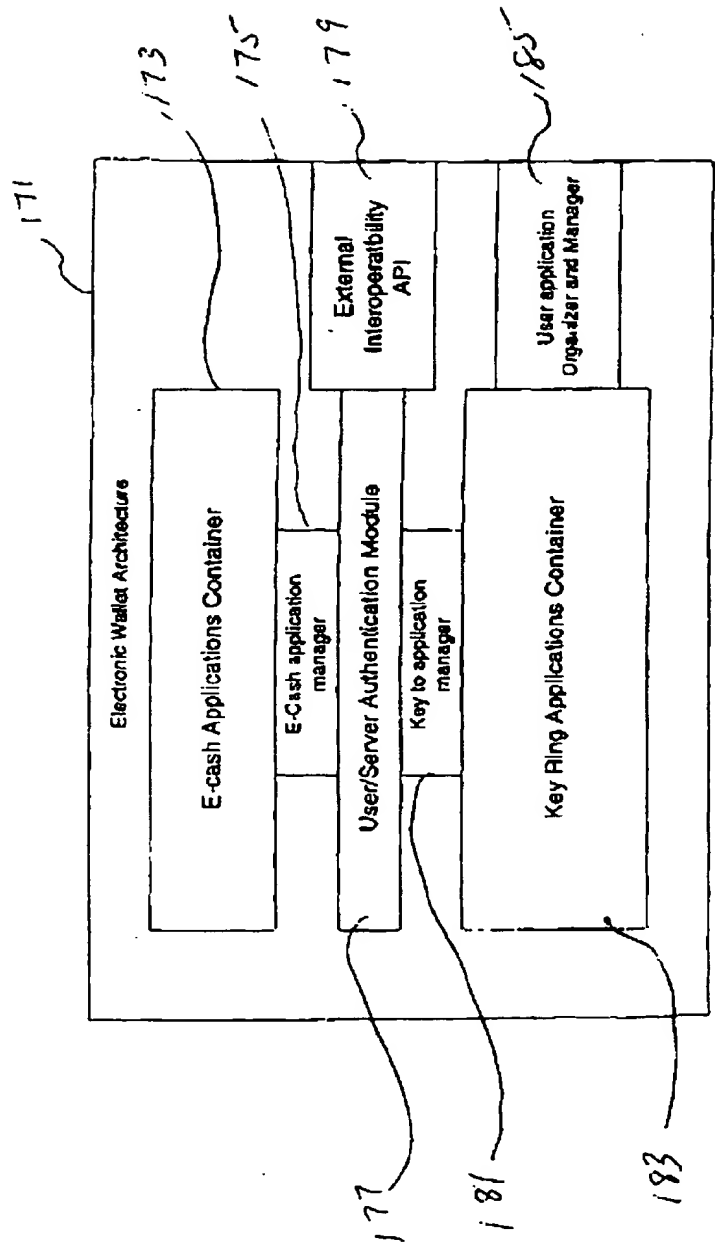 171
173
175
179
185
Electronic Wallet Architecture
E-cash Applications Container
E-Cash application
manager
User/Server Authentication Module
External
Interoperatbility
API
Key to application
manager
Key Ring Applications Container
User application
Organizer and Manager
177
181
183